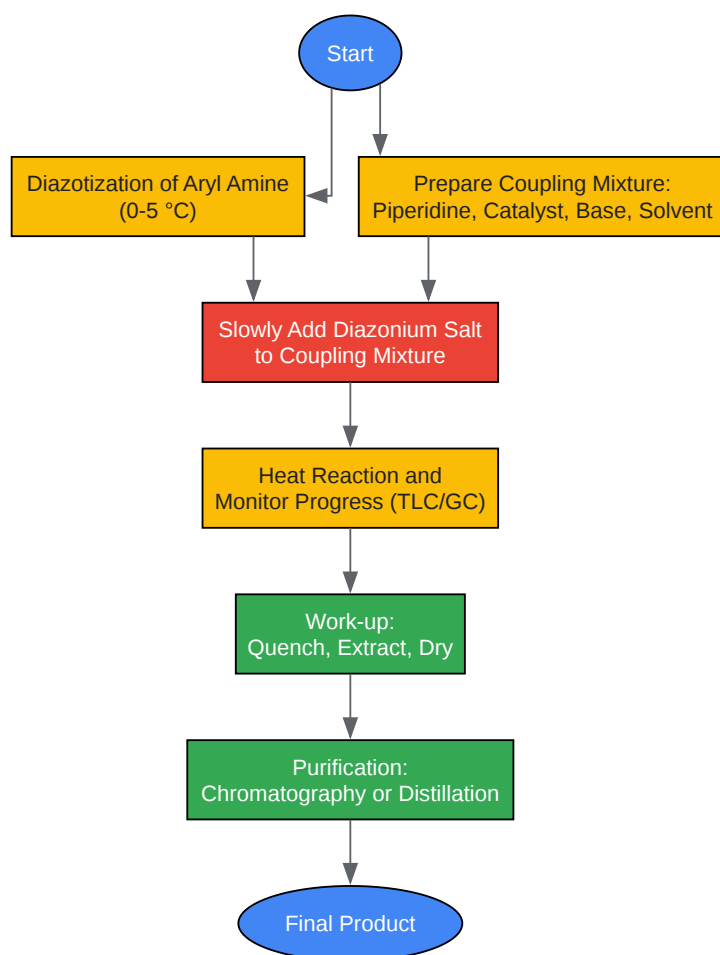 Start
Diazotization of Aryl Amine
(0-5 °C)
Prepare Coupling Mixture:
Piperidine, Catalyst, Base, Solvent
Slowly Add Diazonium Salt
to Coupling Mixture
Heat Reaction and
Monitor Progress (TLC/GC)
Work-up:
Quench, Extract, Dry
Purification:
Chromatography or Distillation
Final Product